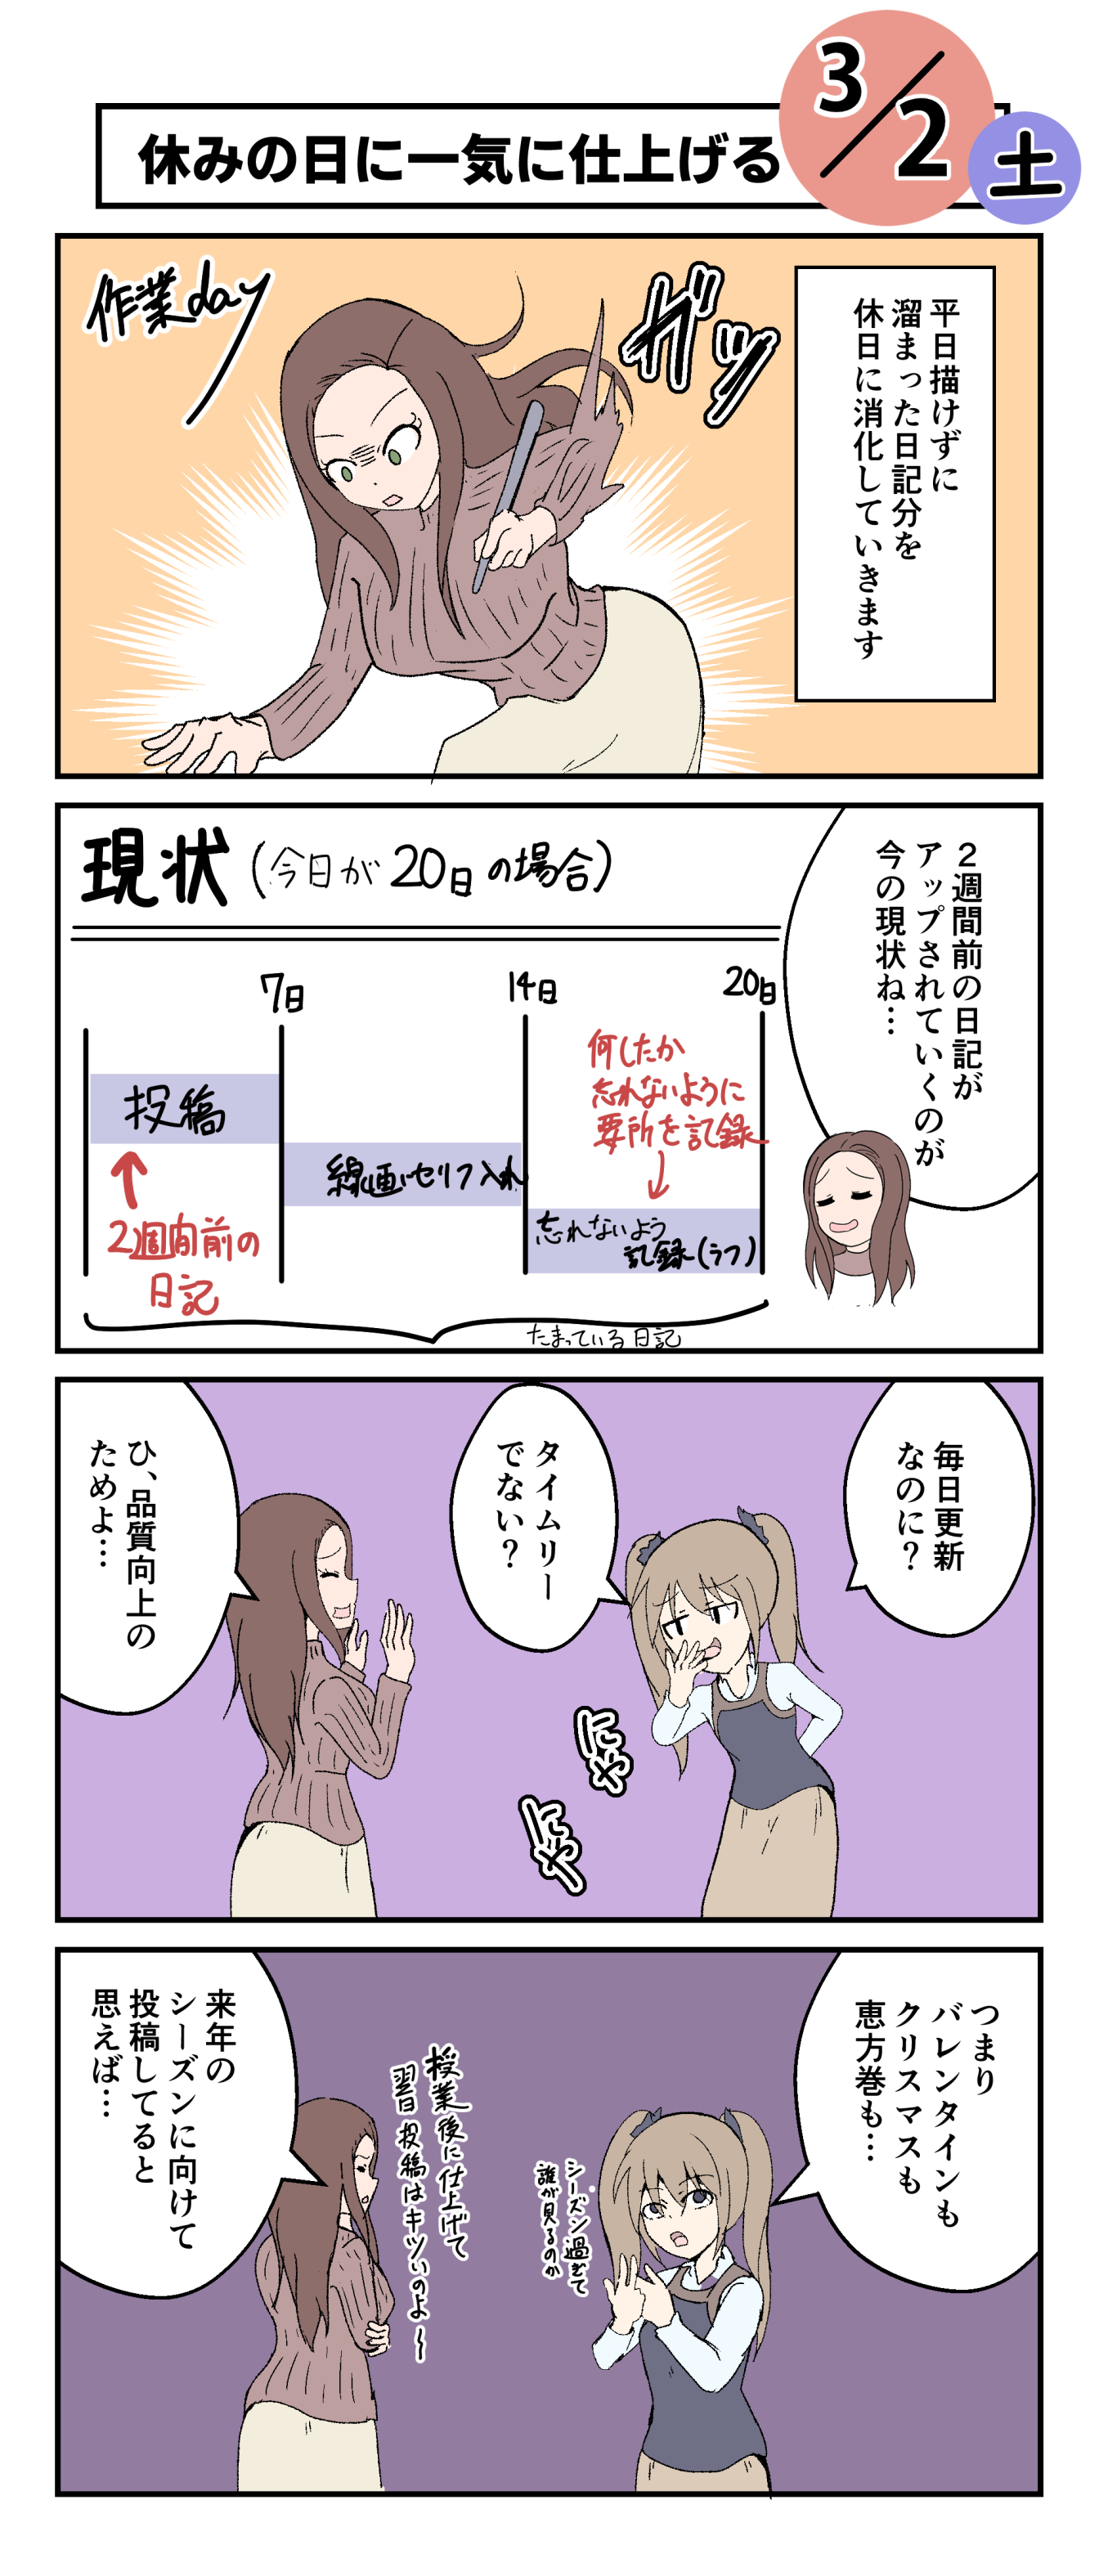 休みの日に一気に仕上げる
3/2
土
平日描けずに
溜まった日記分を
休日に消化していきます
ガッ
作業day
2週間前の日記が
アップされていくのが
今の現状ね…
現状(今日が20日の場合)
7日
14日
20日
投稿
2週間前の
日記
線画、セリフ入れ
何したか
忘れないように
要所を記録
忘れないよう
記録(ラフ)
たまっている日記
毎日更新
なのに?
タイムリー
でない?
にゃ
にゃ
ひ、品質向上の
ためよ…
つまり
バレンタインも
クリスマスも
恵方巻も…
シーズン過ぎて
誰が見るのか
授業後に仕上げて
翌日投稿はキツいのよ〜
来年の
シーズンに向けて
投稿してると
思えば…